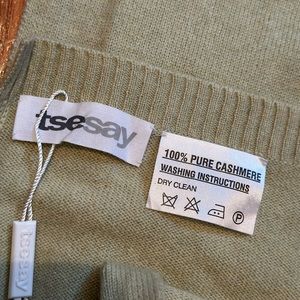 tsesay
100% PURE CASHMERE
WASHING INSTRUCTIONS
DRY CLEAN
P
tsesay